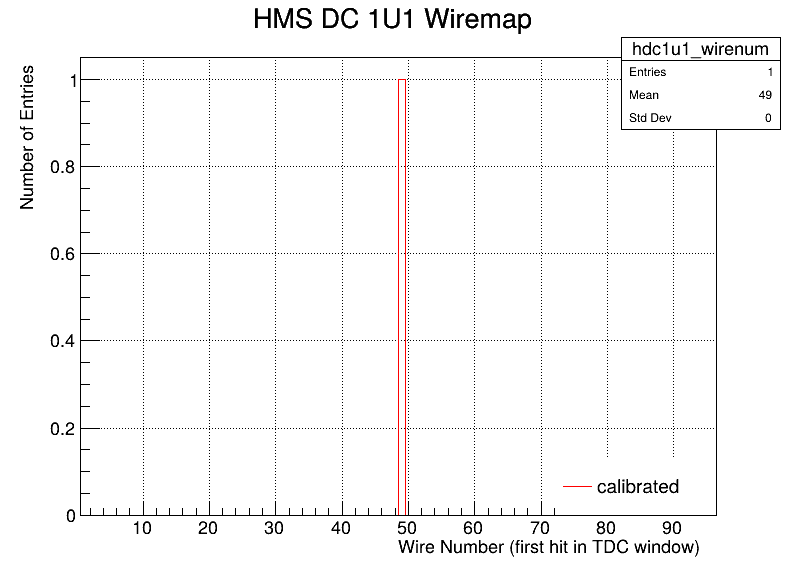 HMS DC 1U1 Wiremap
hdc1u1_wirenum
Entries 1
Mean 49
Std Dev 0
Number of Entries
1
0.8
0.6
0.4
0.2
0
calibrated
10 20 30 40 50 60 70 80 90
Wire Number (first hit in TDC window)